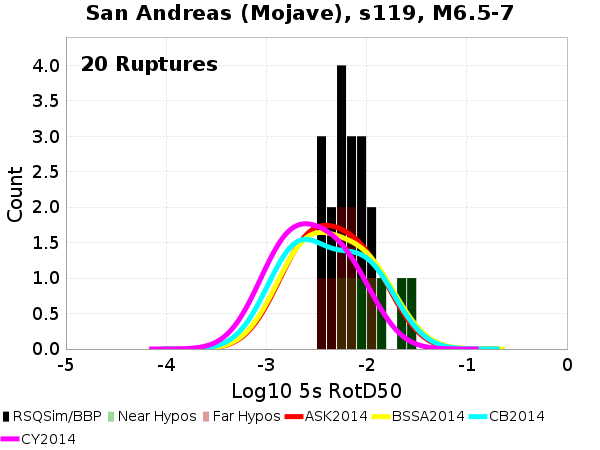 San Andreas (Mojave), s119, M6.5-7
20 Ruptures
Count
4.0
3.5
3.0
2.5
2.0
1.5
1.0
0.5
0.0
-5 -4 -3 -2 -1 0
Log10 5s RotD50
RSQSim/BBP Near Hypos Far Hypos ASK2014 BSSA2014 CB2014
CY2014